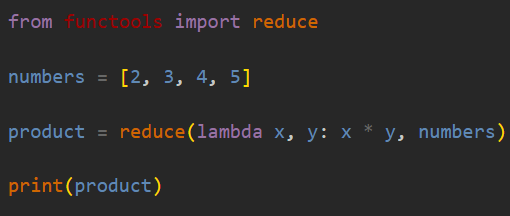 from functools import reduce
numbers = [2, 3, 4, 5]
product = reduce(lambda x, y: x * y, numbers)
print(product)